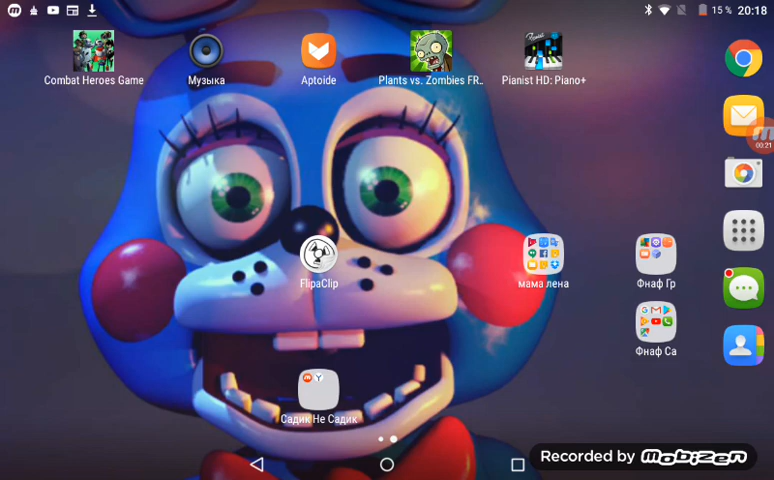 15 % 20:18
Combat Heroes Game
Музыка
Aptoide
Plants vs. Zombies FR..
Pianist HD: Piano+
00:21
FlipaClip
мама лена
Фнаф Гр
Фнаф Са
Садик Не Садик
Recorded by Mobizen